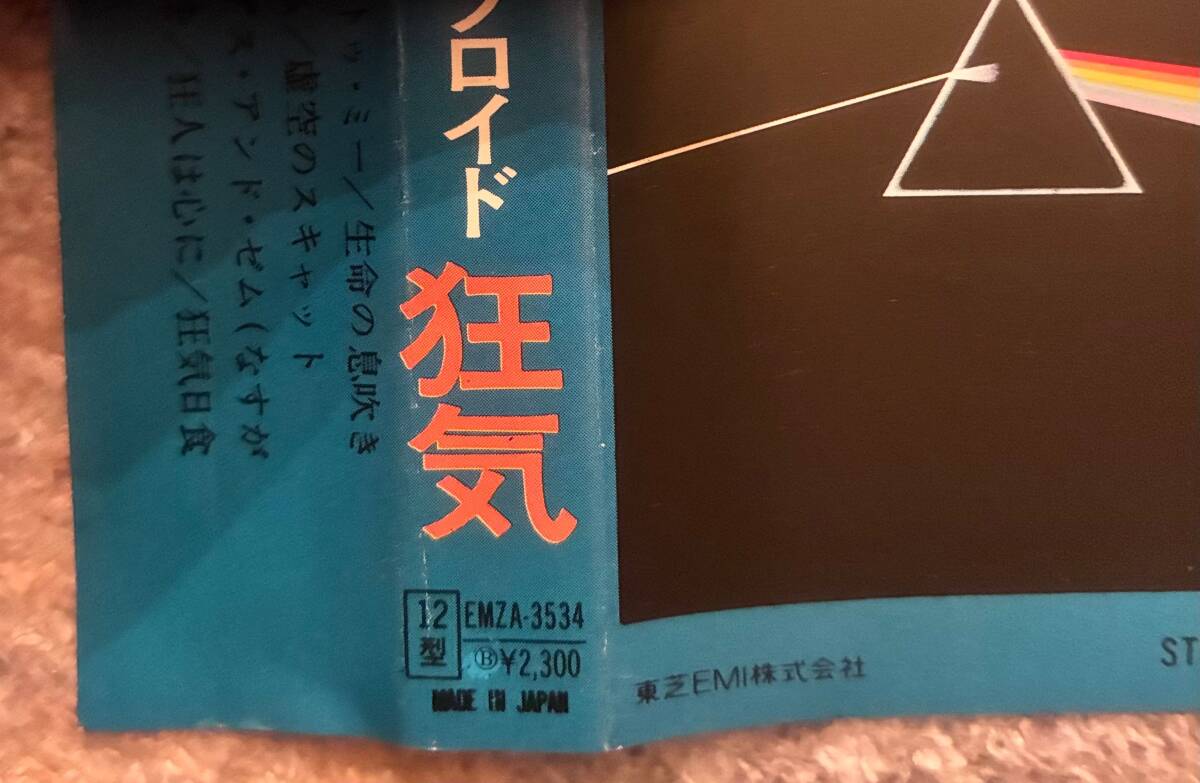 ト・ミー／生命の息吹き
／虚空のスキャット
ス・アンド・ゼム(なすが
狂人は心に／狂気日食
フロイド
狂気
12型
EMZA-3534
Ⓑ¥2,300
MADE IN JAPAN
東芝EMI株式会社
ST